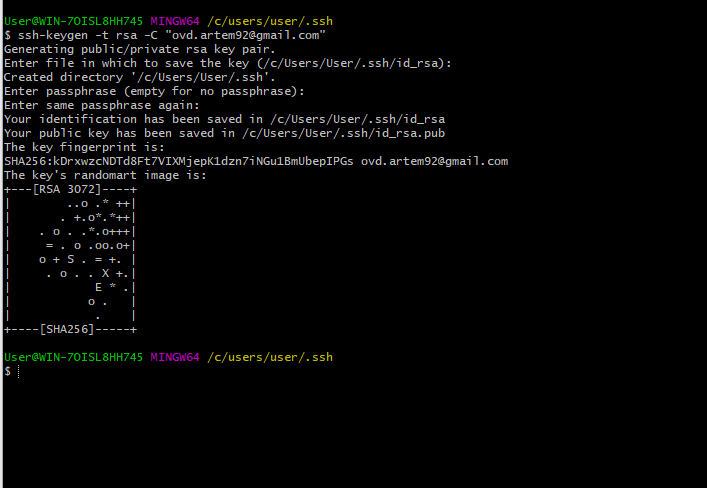 User@WIN-7OISL8HH745 MINGW64 /c/users/user/.ssh
$ ssh-keygen -t rsa -C "ovd.artem92@gmail.com"
Generating public/private rsa key pair.
Enter file in which to save the key (/c/Users/User/.ssh/id_rsa):
Created directory '/c/Users/User/.ssh'.
Enter passphrase (empty for no passphrase):
Enter same passphrase again:
Your identification has been saved in /c/Users/User/.ssh/id_rsa
Your public key has been saved in /c/Users/User/.ssh/id_rsa.pub
The key fingerprint is:
SHA256:kDrxwzcNDTd8Ft7VIXMjepK1dzn7iNGu1BmUbepIPGs ovd.artem92@gmail.com
The key's randomart image is:
+---[RSA 3072]----+
|        ..o .* ++|
|       . +.o*.*++|
|    . o . .*.o+++|
|     = . o .oo.o+|
|    o + S . = +. |
|     . o . . X +.|
|            E * .|
|           o .   |
|            .    |
+----[SHA256]-----+
User@WIN-7OISL8HH745 MINGW64 /c/users/user/.ssh
$